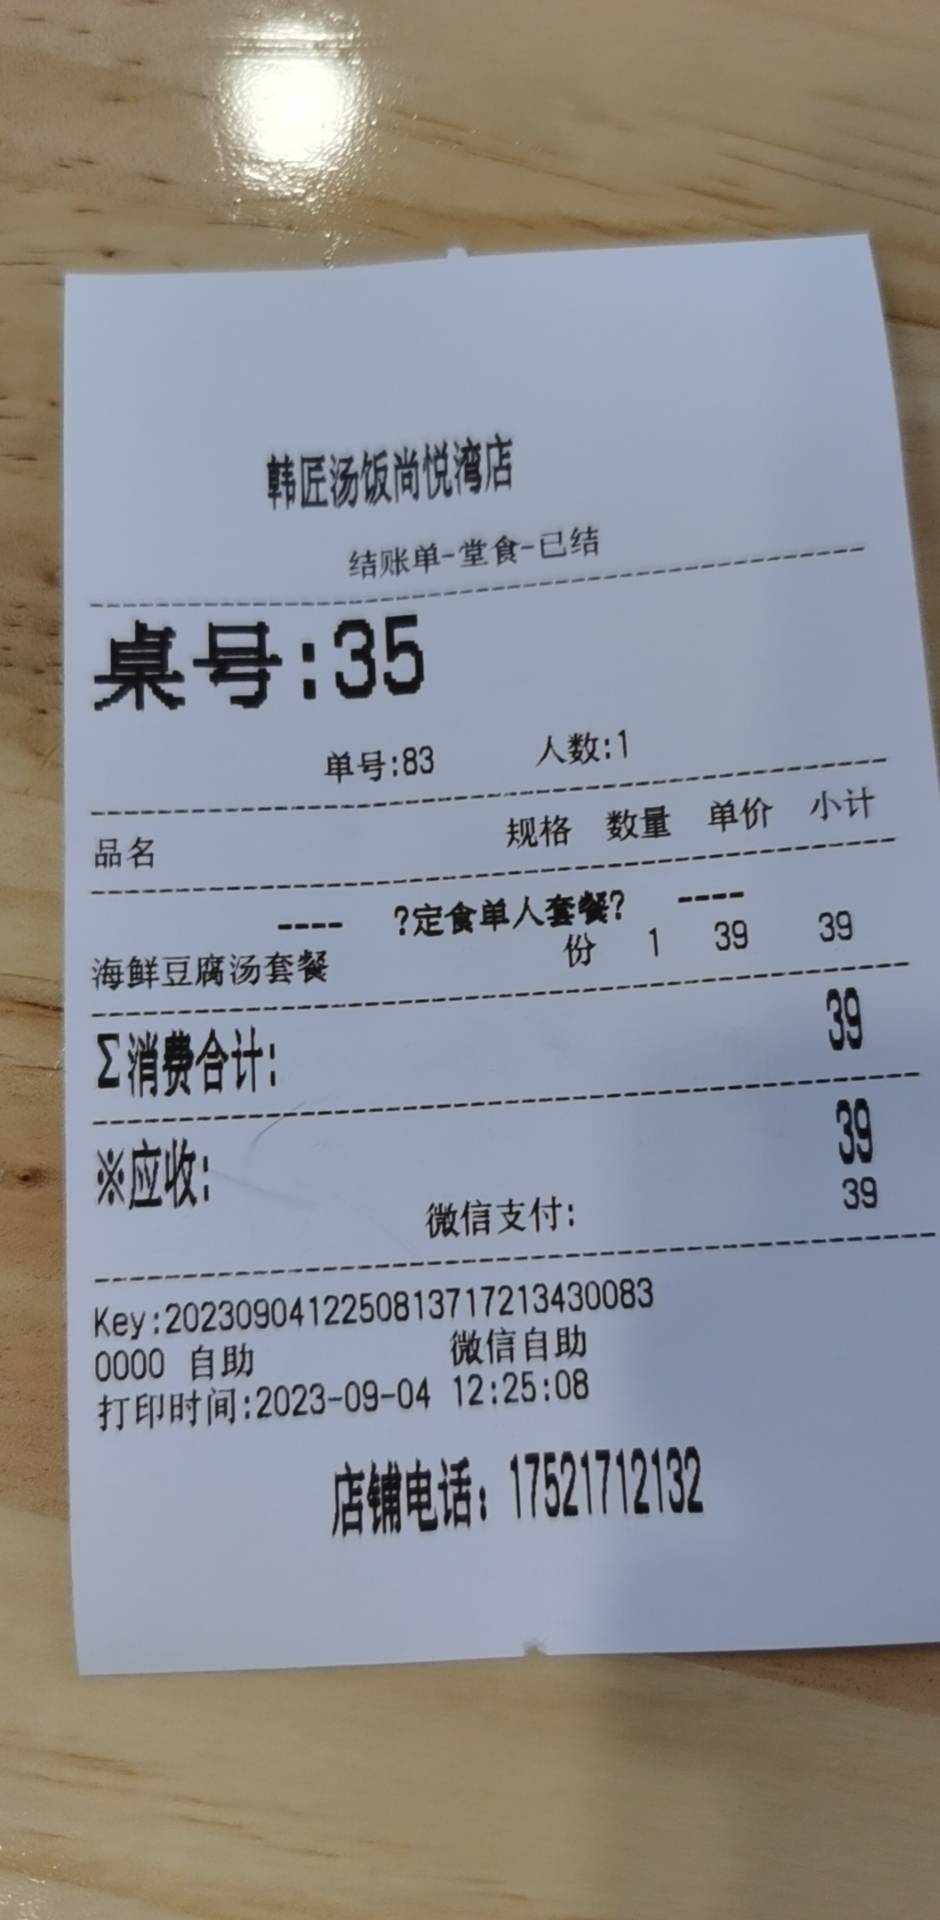 韩匠汤饭尚悦湾店
结账单-堂食-已结
桌号:35
单号:83 人数:1
品名 规格 数量 单价 小计
---- ?定食单人套餐? ----
海鲜豆腐汤套餐 份 1 39 39
Σ消费合计: 39
※应收: 39
微信支付: 39
Key:20230904122508137172134300​83
0000 自助 微信自助
打印时间:2023-09-04 12:25:08
店铺电话：17521712132